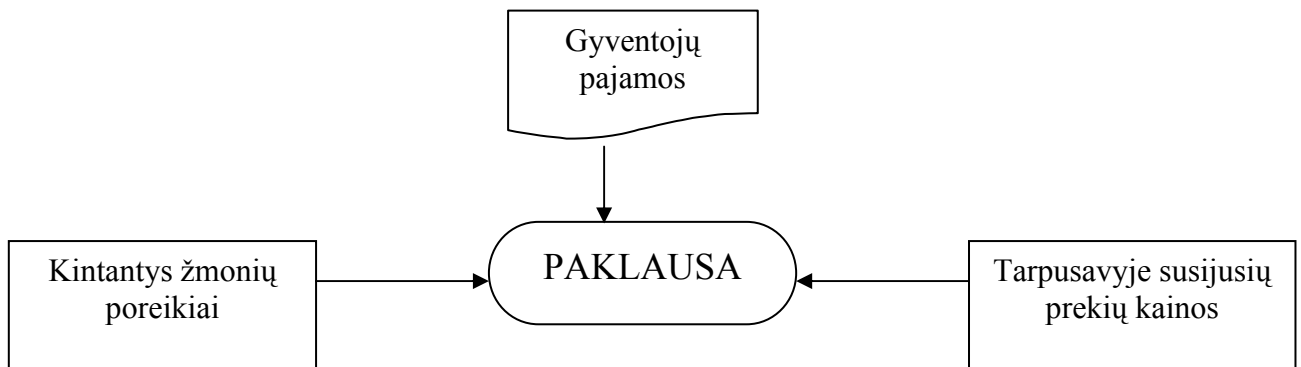 Gyventojų
pajamos
Kintantys žmonių
poreikiai
PAKLAUSA
Tarpusavyje susijusių
prekių kainos